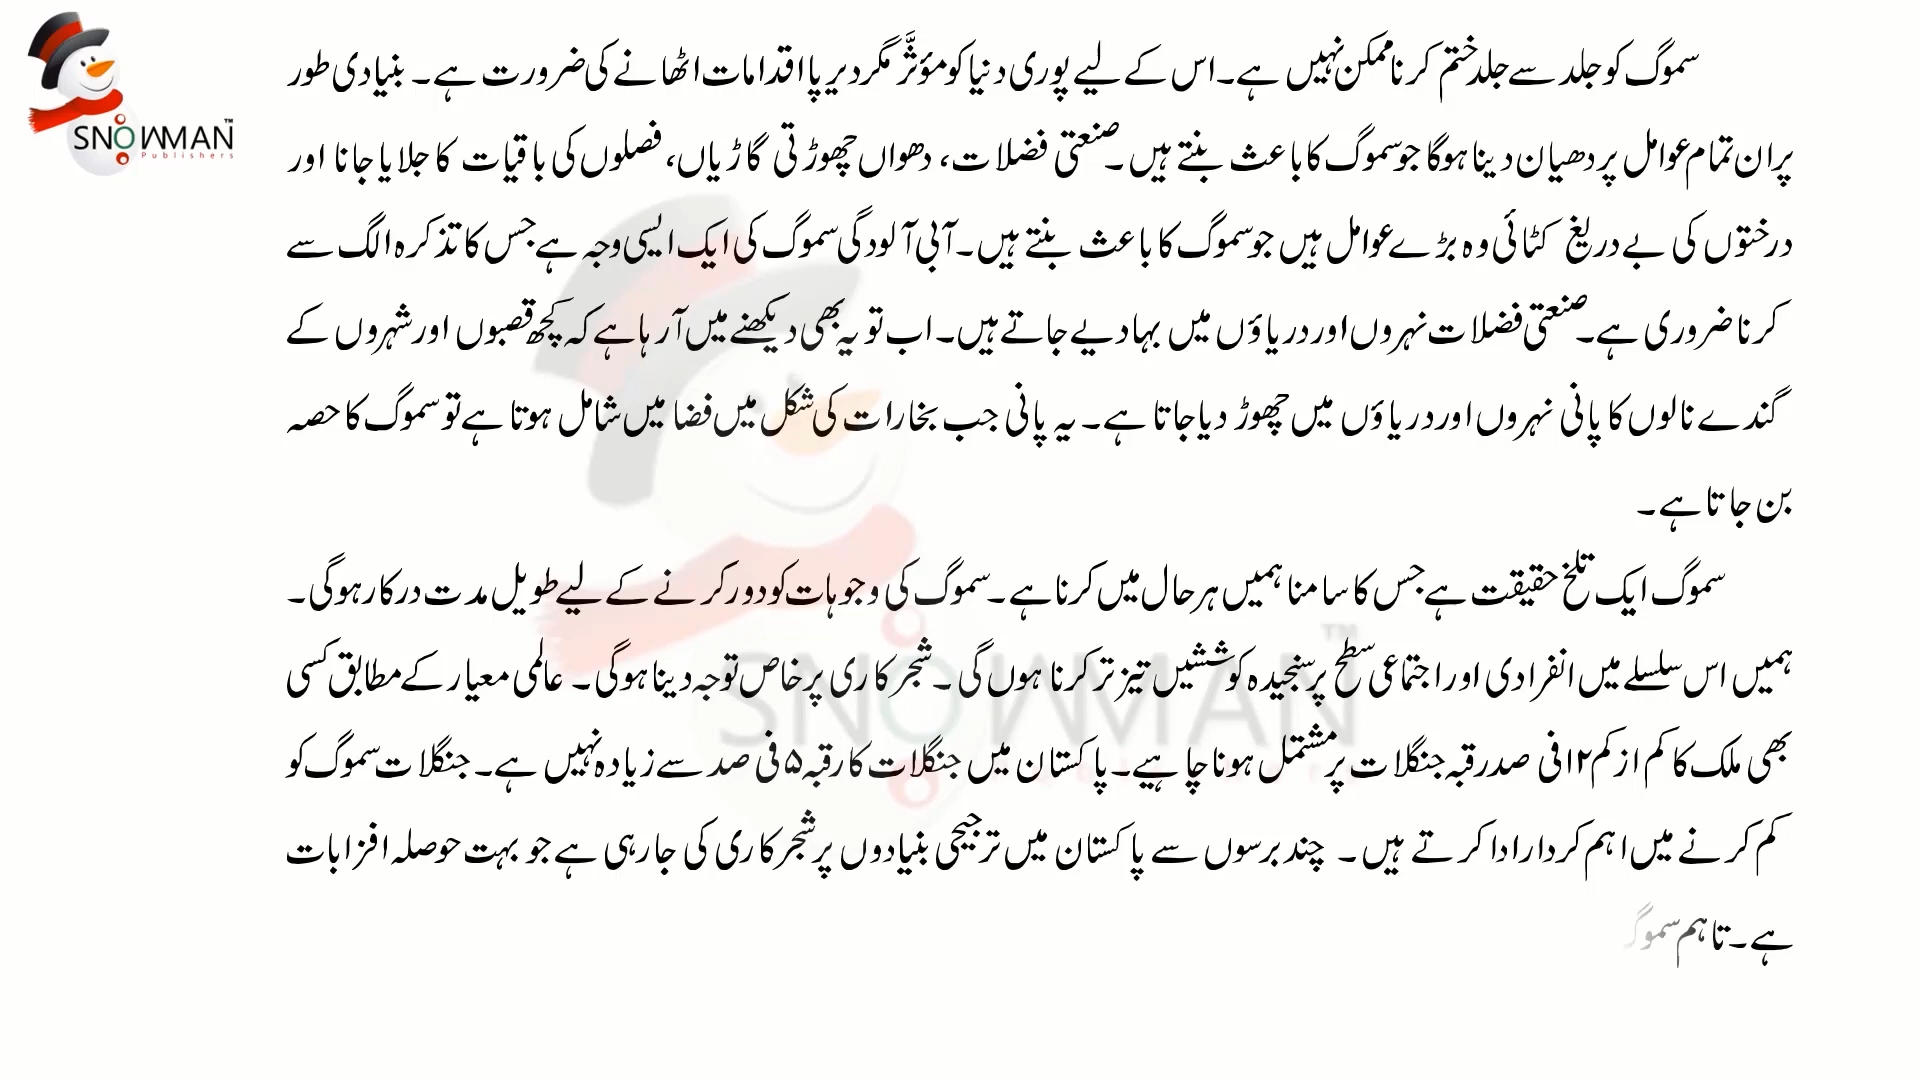 SNOWMAN™
Publishers
سموگ کو جلد سے جلد ختم کرنا ممکن نہیں ہے۔ اس کے لیے پوری دنیا کو مؤثّر مگر دیرپا اقدامات اٹھانے کی ضرورت ہے۔ بنیادی طور
پر ان تمام عوامل پر دھیان دینا ہوگا جو سموگ کا باعث بنتے ہیں۔ صنعتی فضلات، دھواں چھوڑتی گاڑیاں، فصلوں کی باقیات کا جلایا جانا اور
درختوں کی بے دریغ کٹائی وہ بڑے عوامل ہیں جو سموگ کا باعث بنتے ہیں۔ آبی آلودگی سموگ کی ایک ایسی وجہ ہے جس کا تذکرہ الگ سے
کرنا ضروری ہے۔ صنعتی فضلات نہروں اور دریاؤں میں بہا دیے جاتے ہیں۔ اب تو یہ بھی دیکھنے میں آ رہا ہے کہ کچھ قصبوں اور شہروں کے
گندے نالوں کا پانی نہروں اور دریاؤں میں چھوڑ دیا جاتا ہے۔ یہ پانی جب بخارات کی شکل میں فضا میں شامل ہوتا ہے تو سموگ کا حصہ
بن جاتا ہے۔
سموگ ایک تلخ حقیقت ہے جس کا سامنا ہمیں ہر حال میں کرنا ہے۔ سموگ کی وجوہات کو دور کرنے کے لیے طویل مدت درکار ہوگی۔
ہمیں اس سلسلے میں انفرادی اور اجتماعی سطح پر سنجیدہ کوششیں تیز تر کرنا ہوں گی۔ شجر کاری پر خاص توجہ دینا ہوگی۔ عالمی معیار کے مطابق کسی
بھی ملک کا کم از کم ۱۲ فی صد رقبہ جنگلات پر مشتمل ہونا چاہیے۔ پاکستان میں جنگلات کا رقبہ ۵ فی صد سے زیادہ نہیں ہے۔ جنگلات سموگ کو
کم کرنے میں اہم کردار ادا کرتے ہیں۔ چند برسوں سے پاکستان میں ترجیحی بنیادوں پر شجر کاری کی جا رہی ہے جو بہت حوصلہ افزا بات
ہے۔ تاہم سموگ